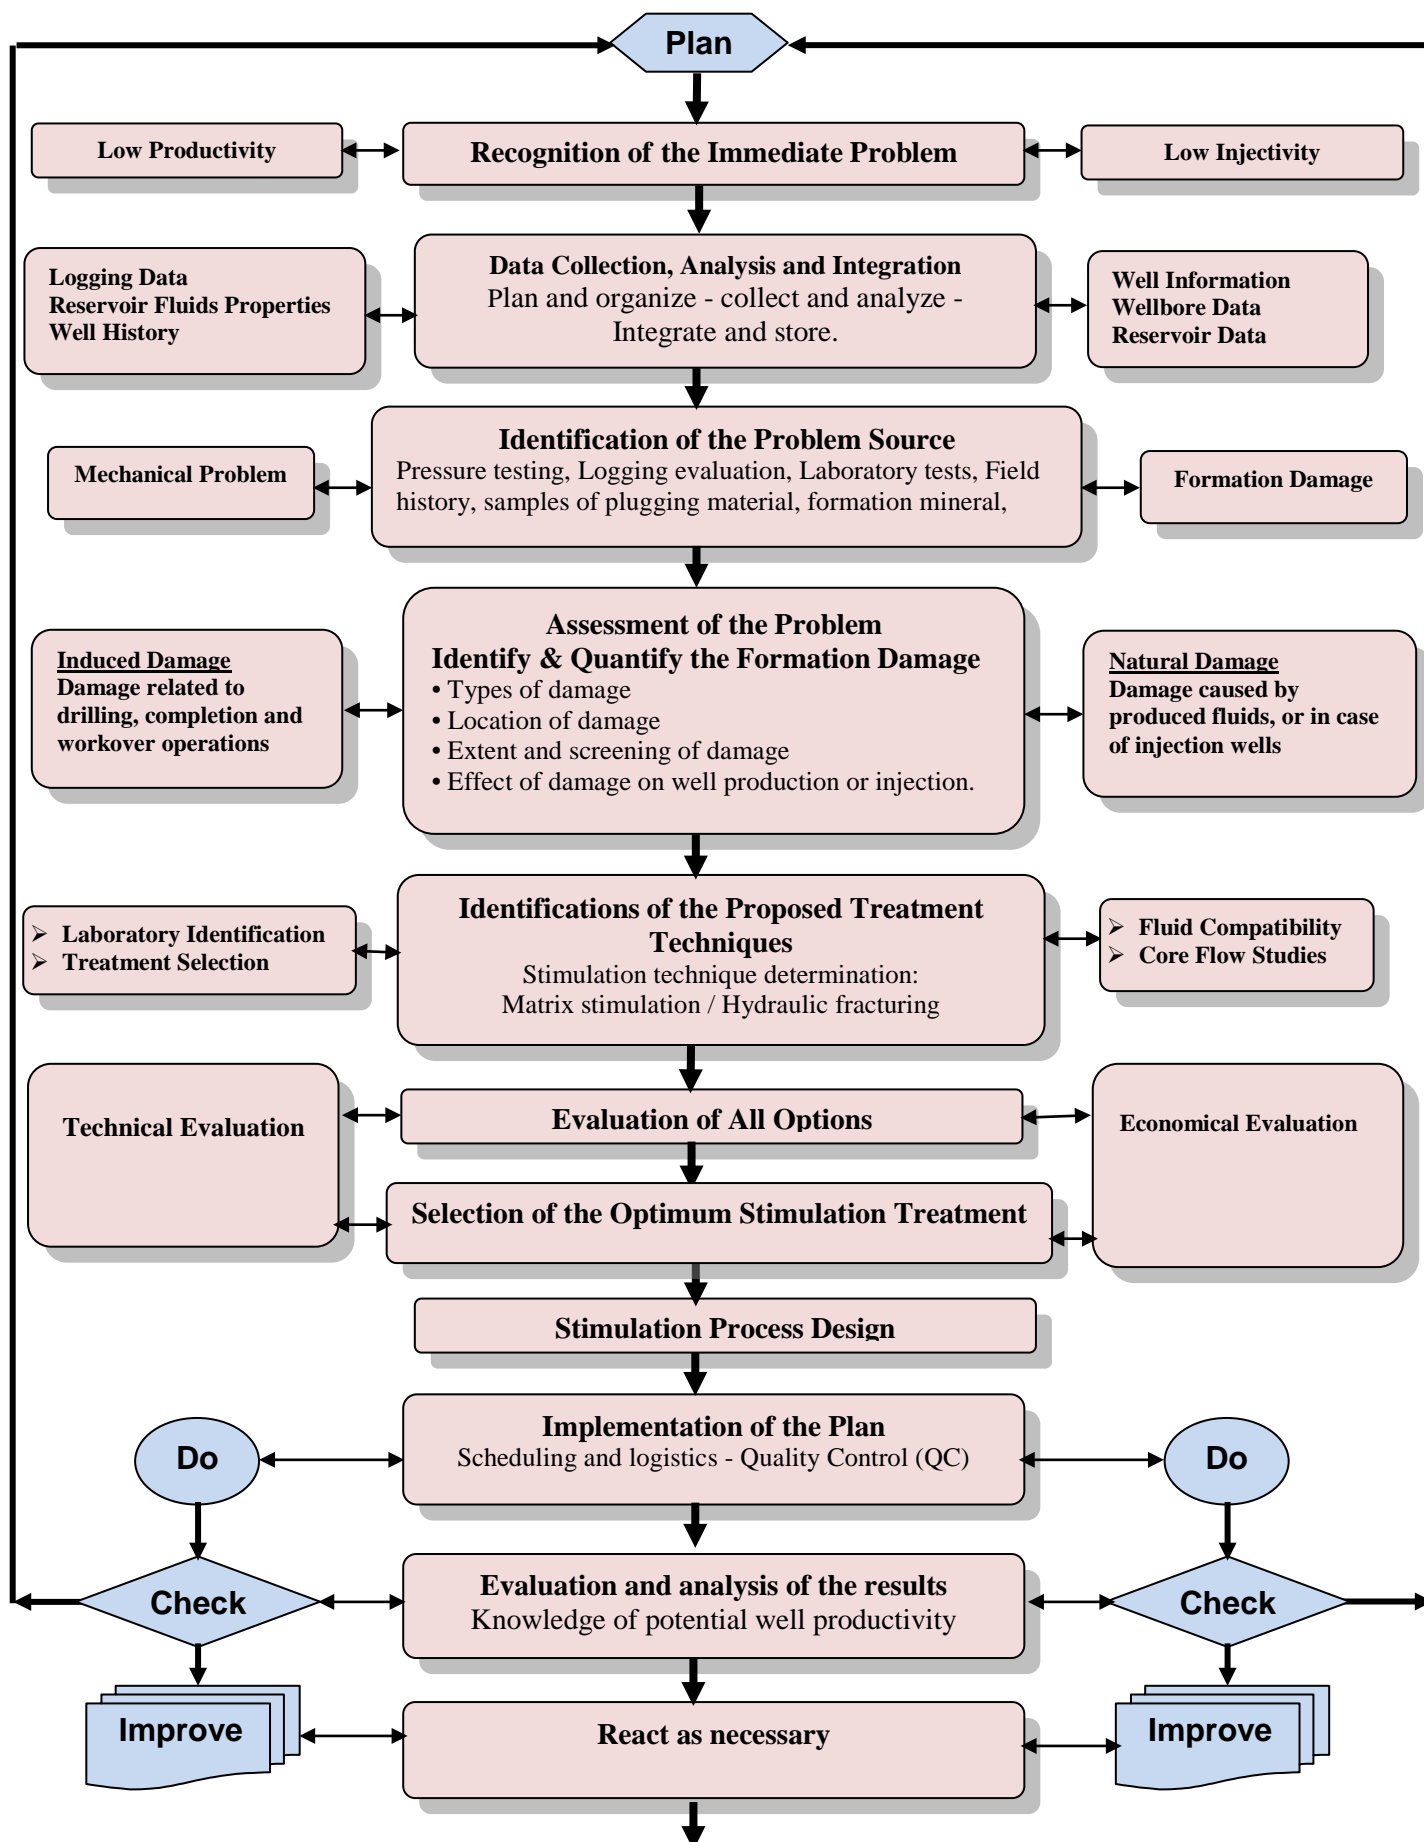 Plan
Low Productivity
Recognition of the Immediate Problem
Low Injectivity
Logging Data
Reservoir Fluids Properties
Well History
Data Collection, Analysis and Integration
Plan and organize - collect and analyze -
Integrate and store.
Well Information
Wellbore Data
Reservoir Data
Mechanical Problem
Identification of the Problem Source
Pressure testing, Logging evaluation, Laboratory tests, Field
history, samples of plugging material, formation mineral,
Formation Damage
Induced Damage
Damage related to
drilling, completion and
workover operations
Assessment of the Problem
Identify & Quantify the Formation Damage
• Types of damage
• Location of damage
• Extent and screening of damage
• Effect of damage on well production or injection.
Natural Damage
Damage caused by
produced fluids, or in case
of injection wells
➢ Laboratory Identification
➢ Treatment Selection
Identifications of the Proposed Treatment
Techniques
Stimulation technique determination:
Matrix stimulation / Hydraulic fracturing
➢ Fluid Compatibility
➢ Core Flow Studies
Technical Evaluation
Evaluation of All Options
Economical Evaluation
Selection of the Optimum Stimulation Treatment
Stimulation Process Design
Do
Implementation of the Plan
Scheduling and logistics - Quality Control (QC)
Do
Check
Evaluation and analysis of the results
Knowledge of potential well productivity
Check
Improve
React as necessary
Improve